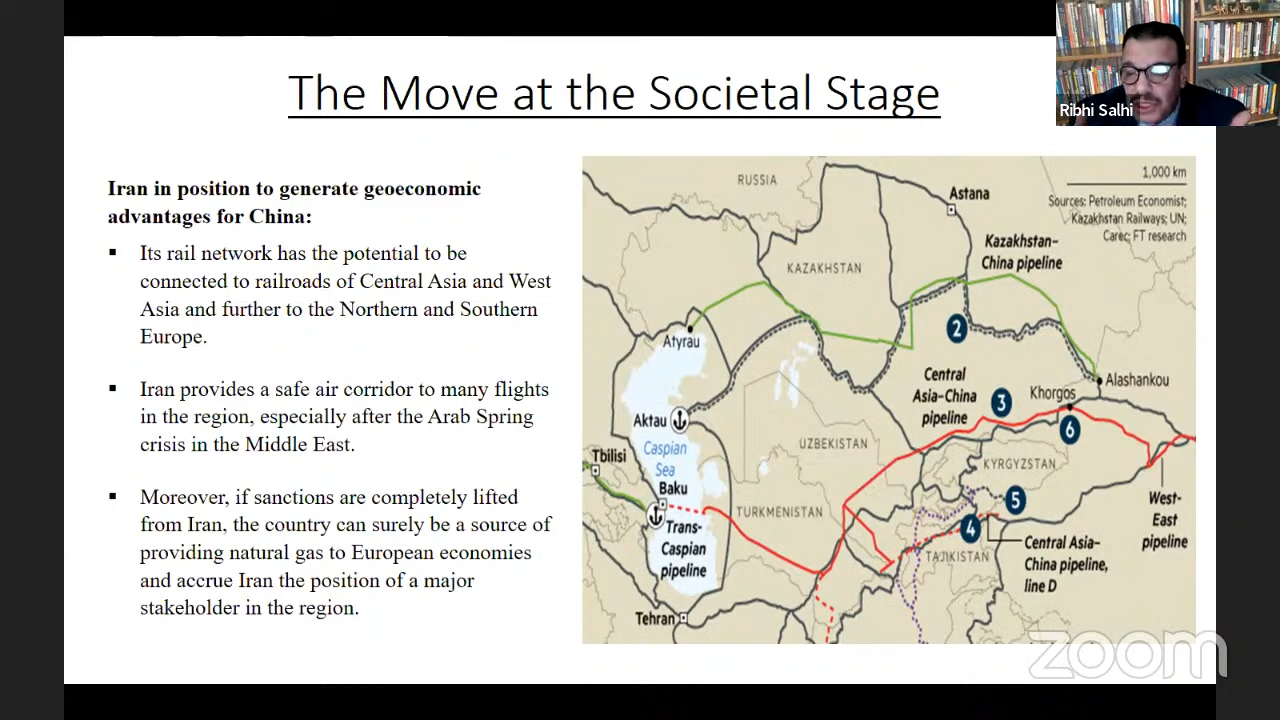 The Move at the Societal Stage
Ribhi Salhi
Iran in position to generate geoeconomic
advantages for China:
▪ Its rail network has the potential to be
connected to railroads of Central Asia and West
Asia and further to the Northern and Southern
Europe.
▪ Iran provides a safe air corridor to many flights
in the region, especially after the Arab Spring
crisis in the Middle East.
▪ Moreover, if sanctions are completely lifted
from Iran, the country can surely be a source of
providing natural gas to European economies
and accrue Iran the position of a major
stakeholder in the region.
RUSSIA
1,000 km
Sources: Petroleum Economist;
Kazakhstan Railways; UN;
Carec; FT research
Astana
Kazakhstan–
China pipeline
KAZAKHSTAN
2
Atyrau
Central
Asia–China
pipeline
Alashankou
Khorgos
3
6
Aktau
Caspian
Sea
UZBEKISTAN
Tbilisi
KYRGYZSTAN
Baku
5
TURKMENISTAN
West-
East
pipeline
Trans-
Caspian
pipeline
4
TAJIKISTAN
Central Asia–
China pipeline,
line D
Tehran
zoom